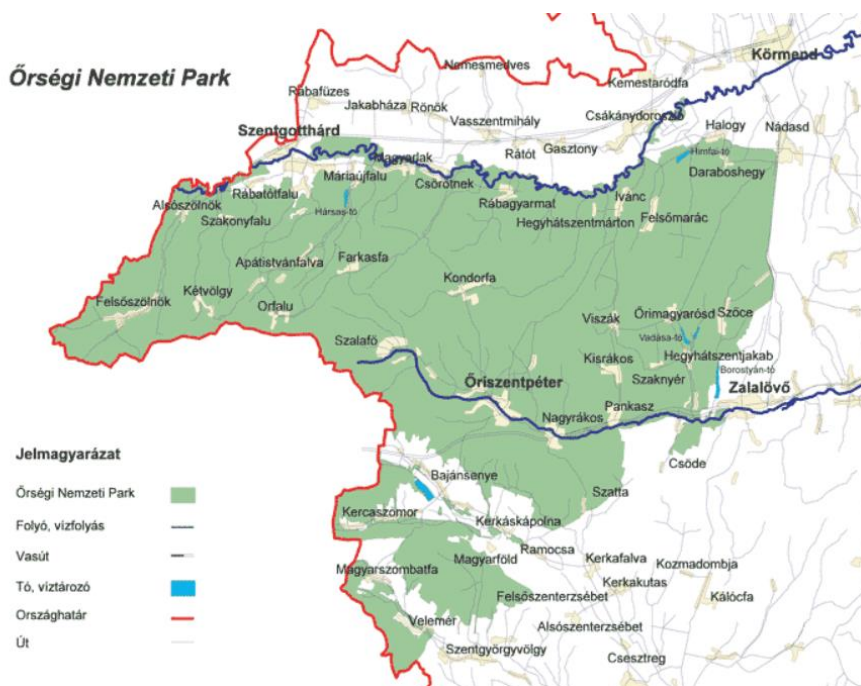 Őrségi Nemzeti Park
Nemesmedves
Körmend
Kemestaródfa
Rábafüzes
Jakabháza
Rönök
Csákánydoroszló
Vasszentmihály
Szentgotthárd
Halogy
Nádasd
Rátót
Gasztony
Himfai-tó
Magyarlak
Máriaújfalu
Csörötnek
Daraboshegy
Rábatótfalu
Alsószölnök
Rábagyarmat
Ivánc
Szakonyfalu
Hársas-tó
Hegyhátszentmárton
Felsőmarác
Apátistvánfalva
Farkasfa
Kondorfa
Felsőszölnök
Kétvölgy
Orfalu
Viszák
Őrimagyarósd
Szőce
Szalafő
Vadása-tó
Kisrákos
Hegyhátszentjakab
Borostyán-tó
Szaknyér
Őriszentpéter
Zalalövő
Pankasz
Nagyrákos
Csöde
Bajánsenye
Szatta
Kercaszomor
Kerkáskápolna
Ramocsa
Magyarföld
Kerkafalva
Kozmadombja
Magyarszombatfa
Kerkakutas
Felsőszenterzsébet
Kálócfa
Velemér
Alsószenterzsébet
Szentgyörgyvölgy
Csesztreg
Jelmagyarázat
Őrségi Nemzeti Park
Folyó, vízfolyás
Vasút
Tó, víztározó
Országhatár
Út